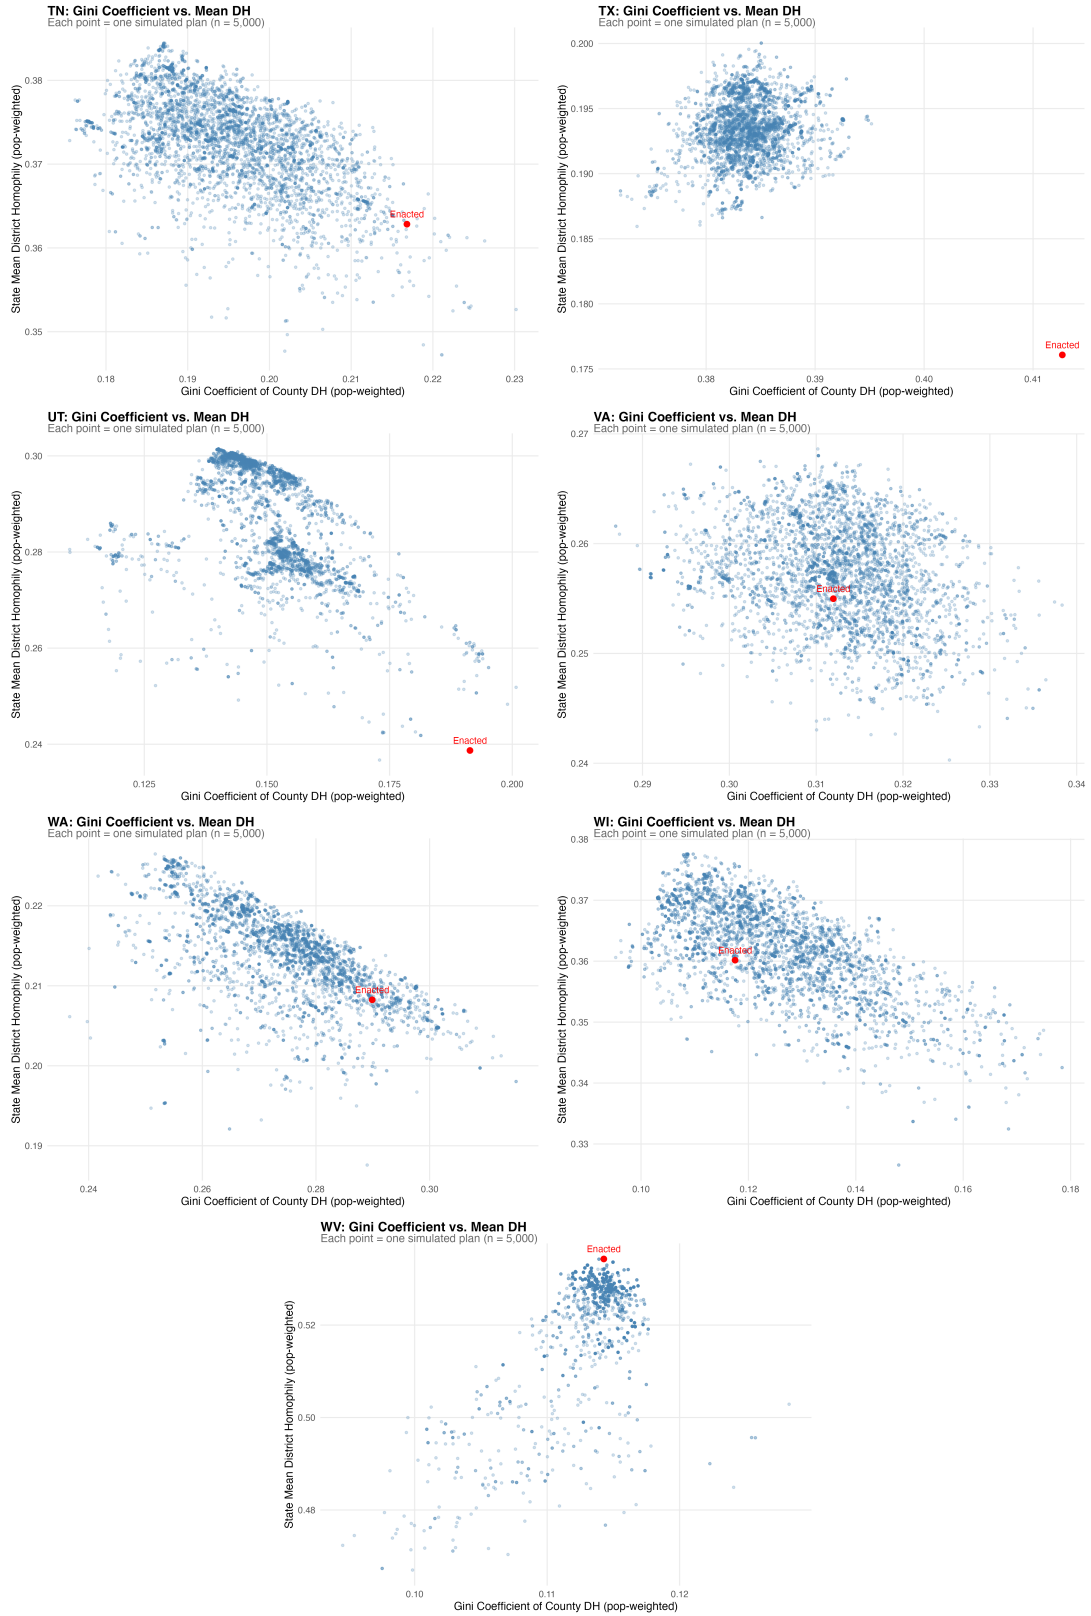 TN: Gini Coefficient vs. Mean DH
Each point = one simulated plan (n = 5,000)
State Mean District Homophily (pop-weighted)
0.38
0.37
0.36
0.35
Enacted
0.18 0.19 0.20 0.21 0.22 0.23
Gini Coefficient of County DH (pop-weighted)
TX: Gini Coefficient vs. Mean DH
Each point = one simulated plan (n = 5,000)
State Mean District Homophily (pop-weighted)
0.200
0.195
0.190
0.185
0.180
0.175
Enacted
0.38 0.39 0.40 0.41
Gini Coefficient of County DH (pop-weighted)
UT: Gini Coefficient vs. Mean DH
Each point = one simulated plan (n = 5,000)
State Mean District Homophily (pop-weighted)
0.30
0.28
0.26
0.24
Enacted
0.125 0.150 0.175 0.200
Gini Coefficient of County DH (pop-weighted)
VA: Gini Coefficient vs. Mean DH
Each point = one simulated plan (n = 5,000)
State Mean District Homophily (pop-weighted)
0.27
0.26
0.25
0.24
Enacted
0.29 0.30 0.31 0.32 0.33 0.34
Gini Coefficient of County DH (pop-weighted)
WA: Gini Coefficient vs. Mean DH
Each point = one simulated plan (n = 5,000)
State Mean District Homophily (pop-weighted)
0.22
0.21
0.20
0.19
Enacted
0.24 0.26 0.28 0.30
Gini Coefficient of County DH (pop-weighted)
WI: Gini Coefficient vs. Mean DH
Each point = one simulated plan (n = 5,000)
State Mean District Homophily (pop-weighted)
0.38
0.37
0.36
0.35
0.34
0.33
Enacted
0.10 0.12 0.14 0.16 0.18
Gini Coefficient of County DH (pop-weighted)
WV: Gini Coefficient vs. Mean DH
Each point = one simulated plan (n = 5,000)
State Mean District Homophily (pop-weighted)
Enacted
0.52
0.50
0.48
0.10 0.11 0.12
Gini Coefficient of County DH (pop-weighted)